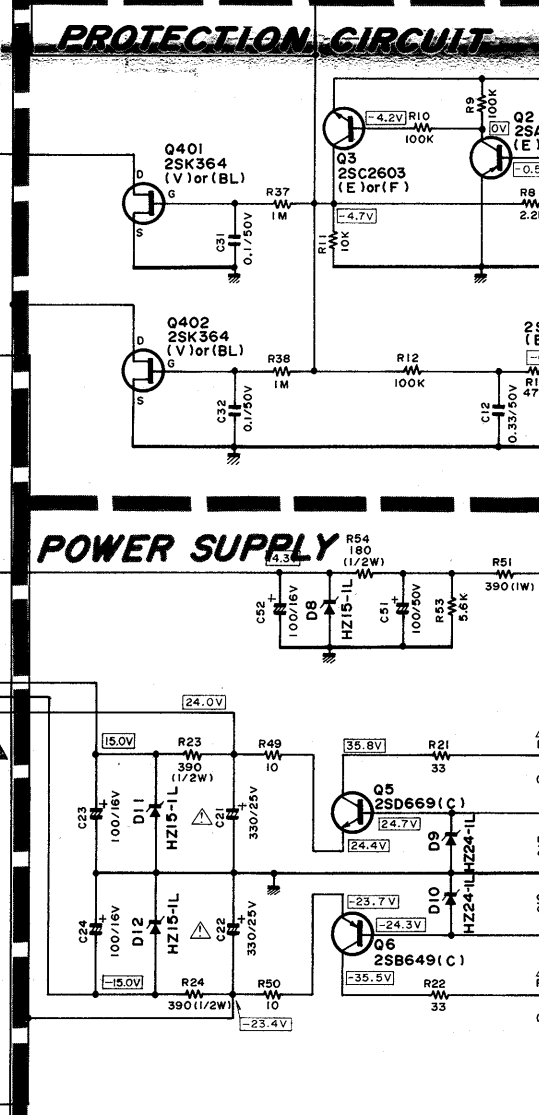 PROTECTION CIRCUIT
-4.2V
R10
100K
R9
100K
0V
Q2
2SA
(E)
-0.5
Q401
2SK364
(V)or(BL)
D
G
S
R37
1M
C31
0.1/50V
Q3
2SC2603
(E)or(F)
-4.7V
R11
10K
R8
2.2
Q402
2SK364
(V)or(BL)
D
G
S
R38
1M
C32
0.1/50V
R12
100K
C12
0.33/50V
2S
(E
R1
47
POWER SUPPLY
4.3
R54
180
(1/2W)
R51
390(1W)
C52
+
100/16V
D8
HZ15-1L
C51
+
100/50V
R53
5.6K
24.0V
15.0V
R23
390
(1/2W)
R49
10
35.8V
R21
33
C23
+
100/16V
D11
HZ15-1L
C21
+
330/25V
Q5
2SD669(C)
24.7V
24.4V
D9
HZ24-1L
D10
HZ24-1L
C24
+
100/16V
D12
HZ15-1L
C22
+
330/25V
-23.7V
-24.3V
Q6
2SB649(C)
-15.0V
R24
390(1/2W)
R50
10
-35.5V
R22
33
-23.4V